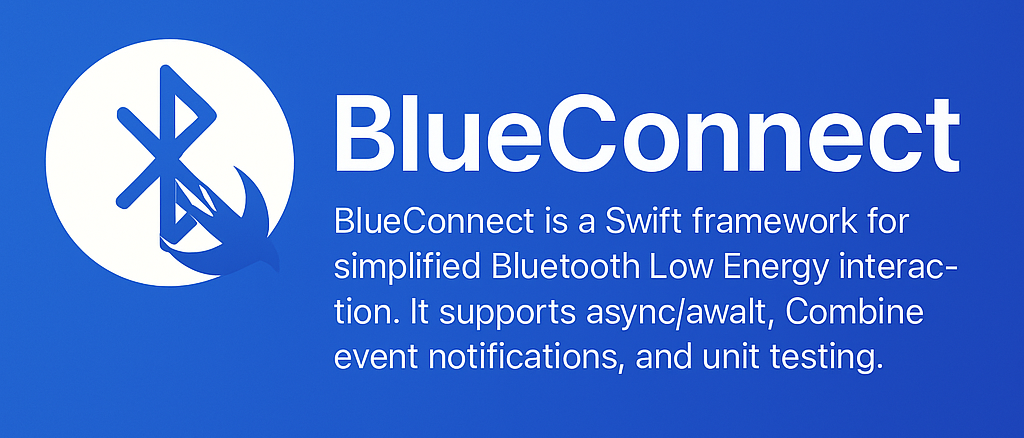 BlueConnect
BlueConnect is a Swift framework for
simplified Bluetooth Low Energy interac-
tion. It supports async/awalt, Combine
event notifications, and unit testing.